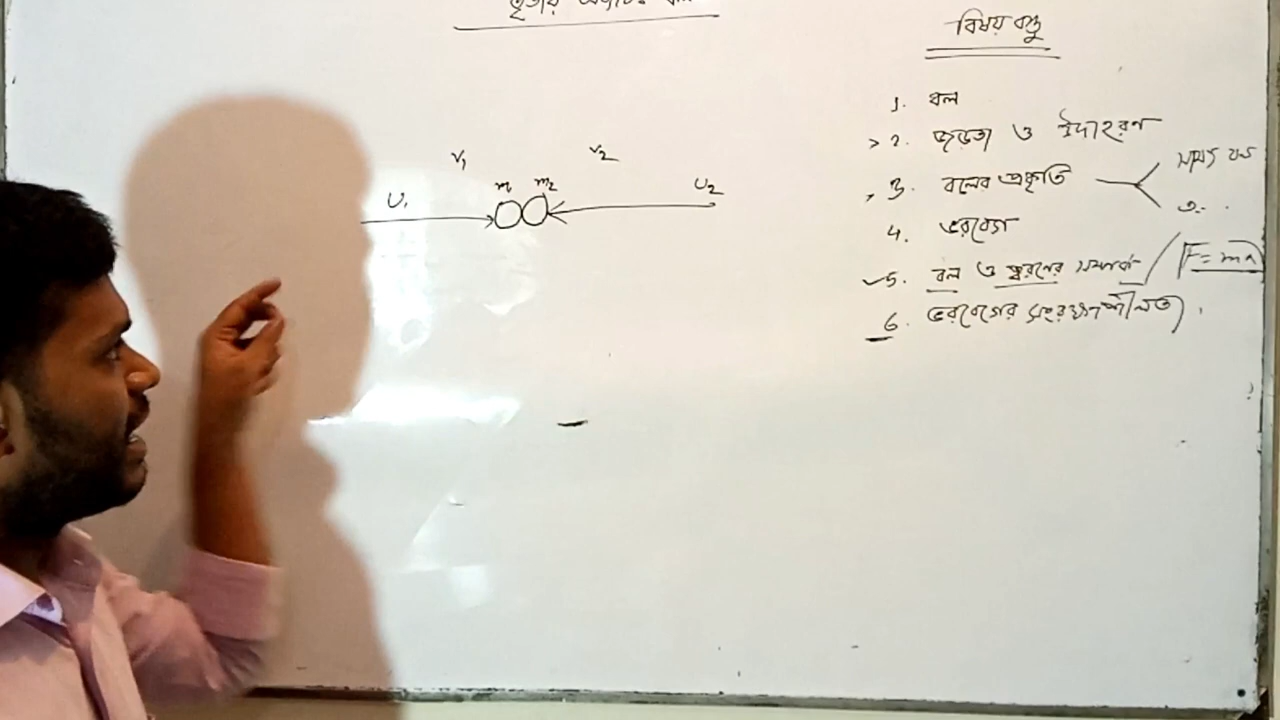 তৃতীয় অধ্যায়
বিষয় বস্তু
1. বল
2. জড়তা ও উদাহরণ
3. বলের প্রকৃতি
4. ভরবেগ
5. বল ও ত্বরণের সম্পর্ক F = ma
6. ভরবেগের সংরক্ষণশীলতা
v₁ v₂
U₁ m₁ m₂ U₂